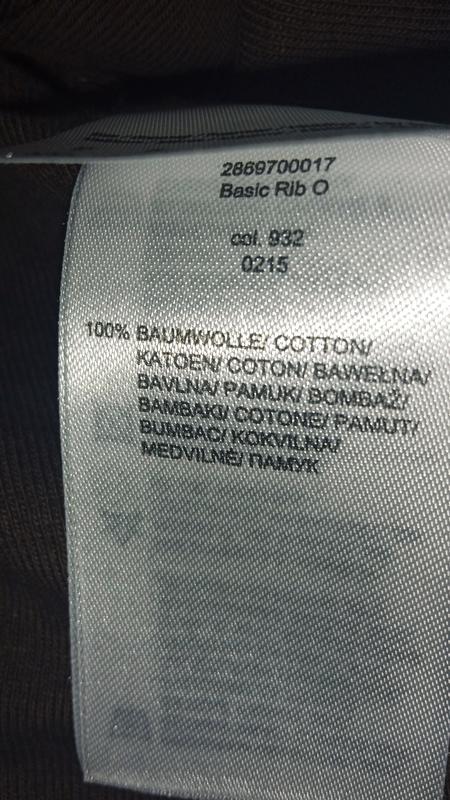 2869700017
Basic Rib O
col. 932
0215
100% BAUMWOLLE/ COTTON/
KATOEN/ COTON/ BAWEŁNA/
BAVLNA/ PAMUK/ BOMBAŽ/
BAMBAKI/ COTONE/ PAMUT/
BUMBAC/ KOKVILNA/
MEDVILNĖ/ ПАМУК